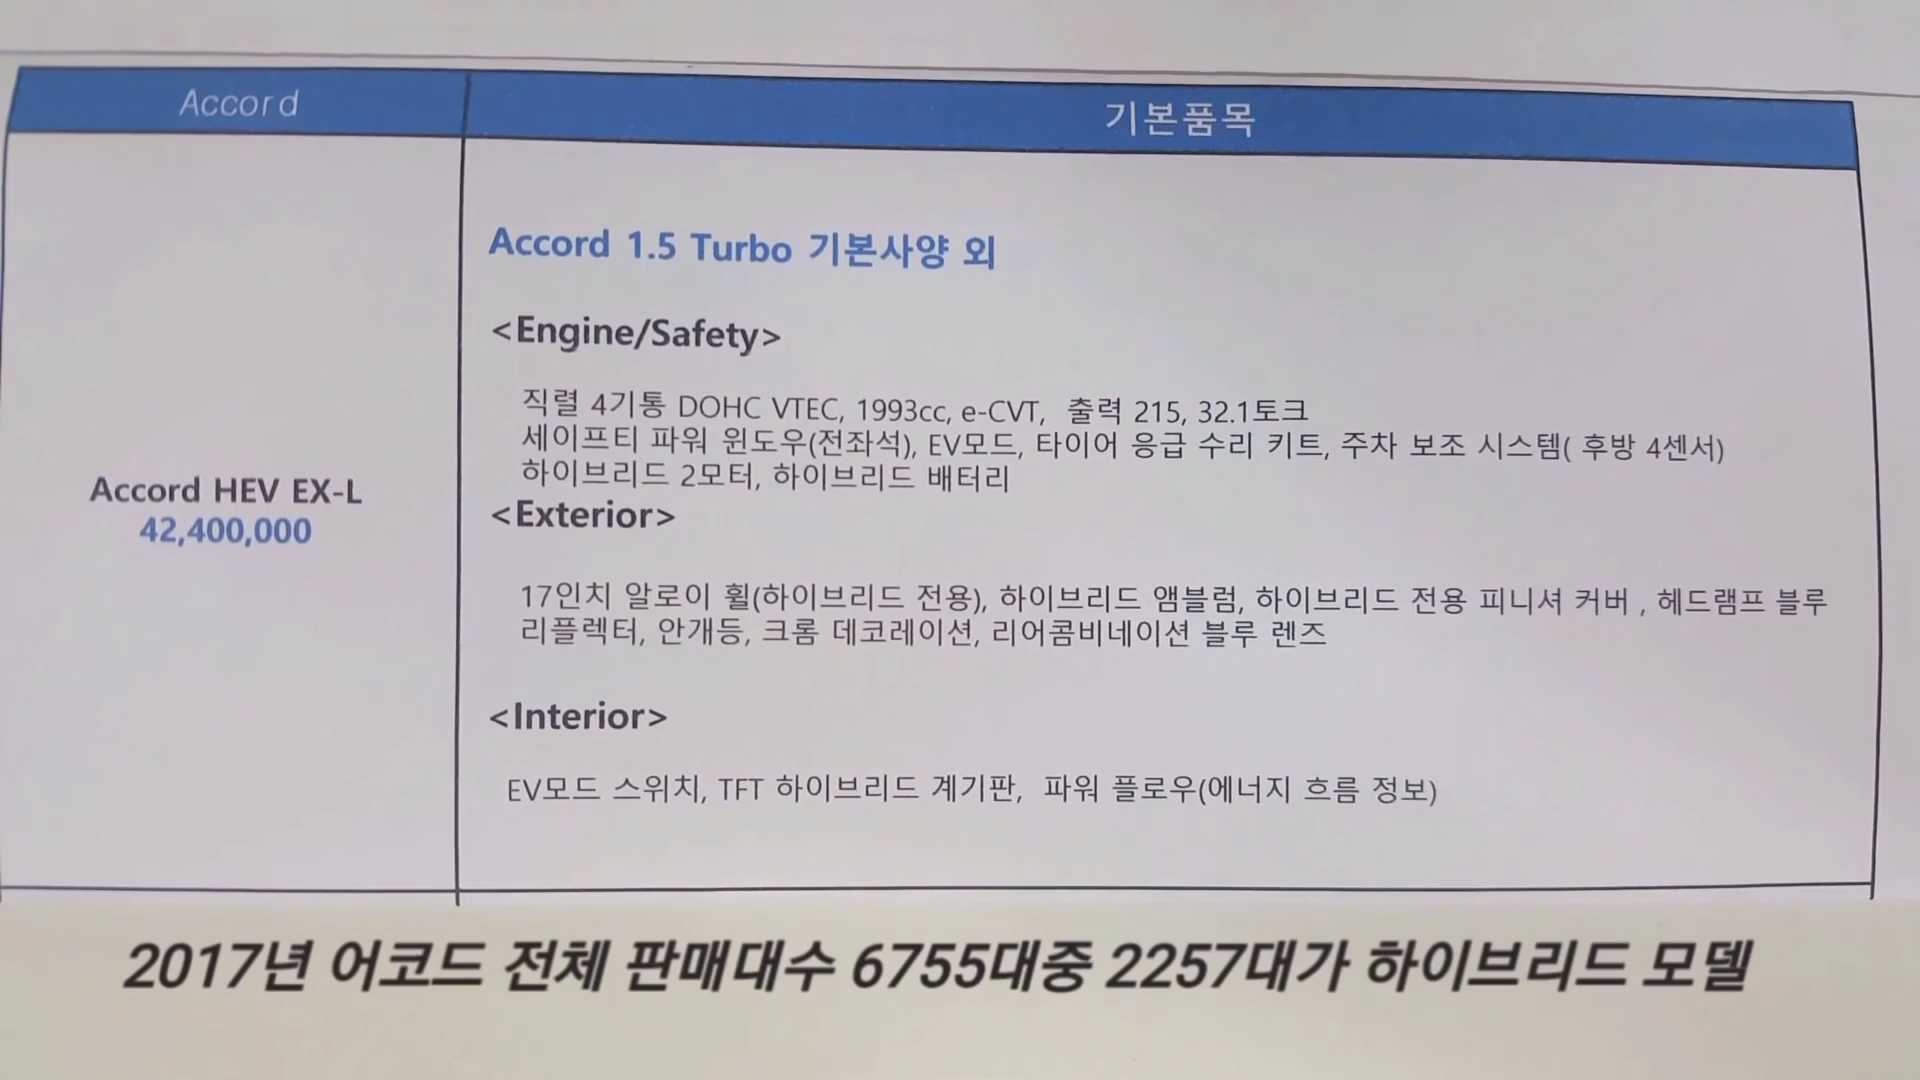 Accord
기본품목
Accord HEV EX-L
42,400,000
Accord 1.5 Turbo 기본사양 외
<Engine/Safety>
직렬 4기통 DOHC VTEC, 1993cc, e-CVT, 출력 215, 32.1토크
세이프티 파워 윈도우(전좌석), EV모드, 타이어 응급 수리 키트, 주차 보조 시스템( 후방 4센서)
하이브리드 2모터, 하이브리드 배터리
<Exterior>
17인치 알로이 휠(하이브리드 전용), 하이브리드 앰블럼, 하이브리드 전용 피니셔 커버 , 헤드램프 블루
리플렉터, 안개등, 크롬 데코레이션, 리어콤비네이션 블루 렌즈
<Interior>
EV모드 스위치, TFT 하이브리드 계기판, 파워 플로우(에너지 흐름 정보)
2017년 어코드 전체 판매대수 6755대중 2257대가 하이브리드 모델